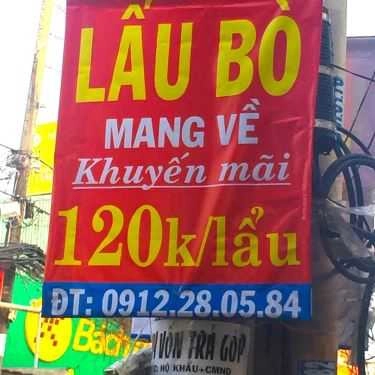 LẨU BÒ
MANG VỀ
Khuyến mãi
120k/lẩu
ĐT: 0912.28.05.84
Bách
VỐN TRẢ GÓP
HỘ KHẨU+CMND